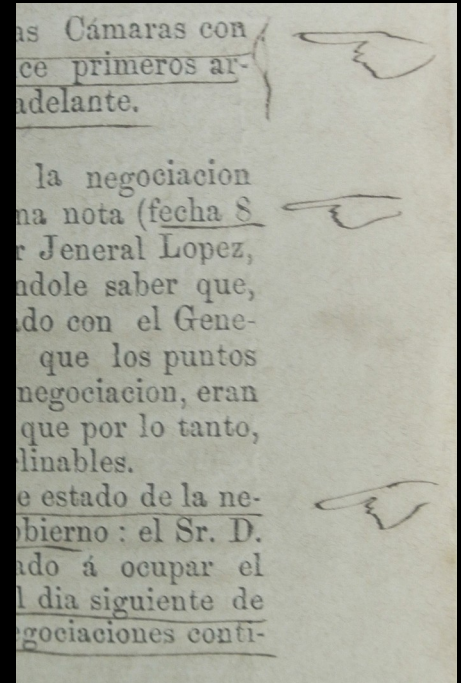 as Cámaras con
ce primeros ar-
adelante.
la negociacion
na nota (fecha 8
r Jeneral Lopez,
ndole saber que,
do con el Gene-
que los puntos
negociacion, eran
que por lo tanto,
linables.
e estado de la ne-
obierno : el Sr. D.
ado á ocupar el
l dia siguiente de
gociaciones conti-